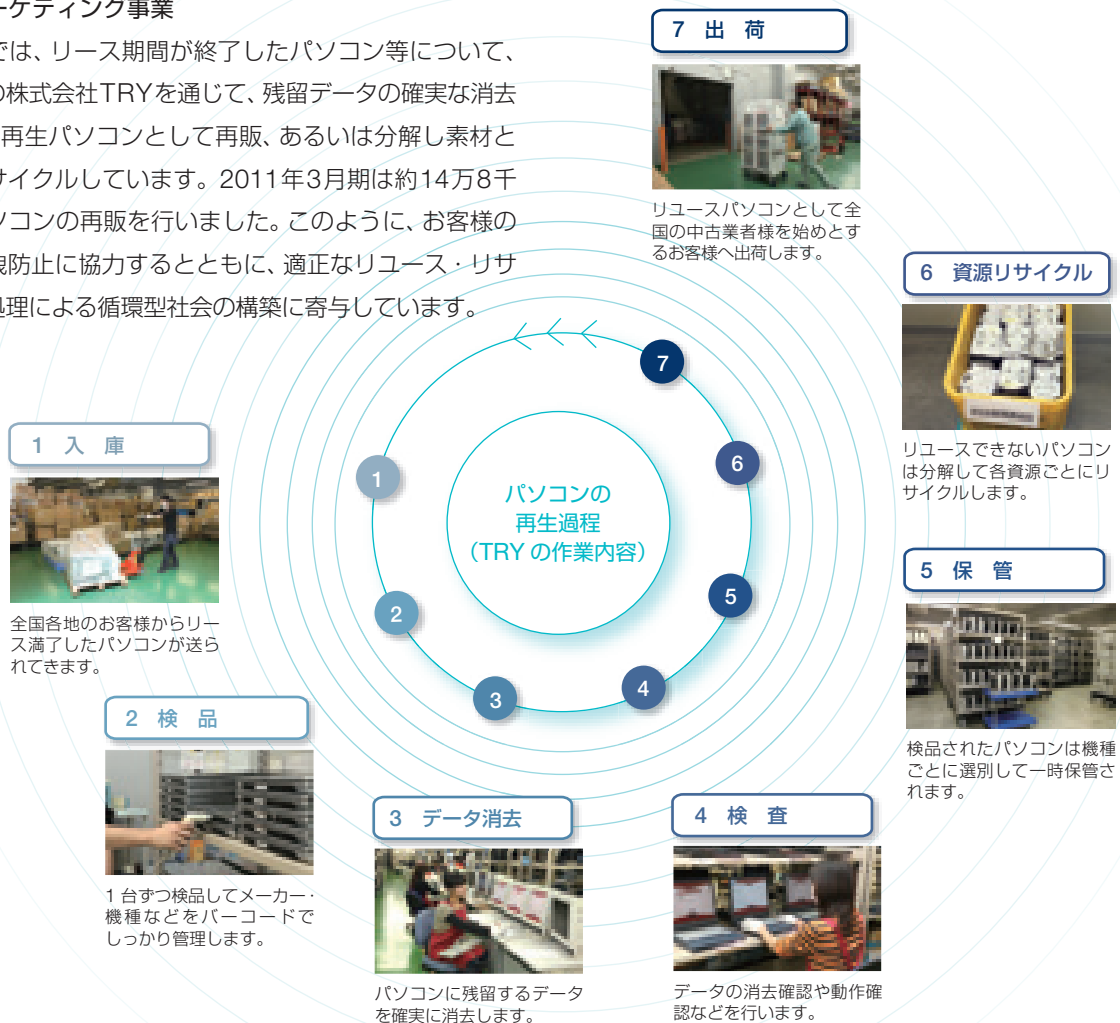 ーケティング事業
では、リース期間が終了したパソコン等について、
の株式会社TRYを通じて、残留データの確実な消去
再生パソコンとして再販、あるいは分解し素材と
サイクルしています。2011年3月期は約14万8千
ソコンの再販を行いました。このように、お客様の
洩防止に協力するとともに、適正なリユース・リサ
処理による循環型社会の構築に寄与しています。
7 出 荷
リユースパソコンとして全
国の中古業者様を始めとす
るお客様へ出荷します。
6 資源リサイクル
リユースできないパソコン
は分解して各資源ごとにリ
サイクルします。
5 保 管
検品されたパソコンは機種
ごとに選別して一時保管さ
れます。
4 検 査
データの消去確認や動作確
認などを行います。
3 データ消去
パソコンに残留するデータ
を確実に消去します。
2 検 品
1台ずつ検品してメーカー・
機種などをバーコードで
しっかり管理します。
1 入 庫
全国各地のお客様からリー
ス満了したパソコンが送ら
れてきます。
パソコンの
再生過程
（TRYの作業内容）
1
2
3
4
5
6
7